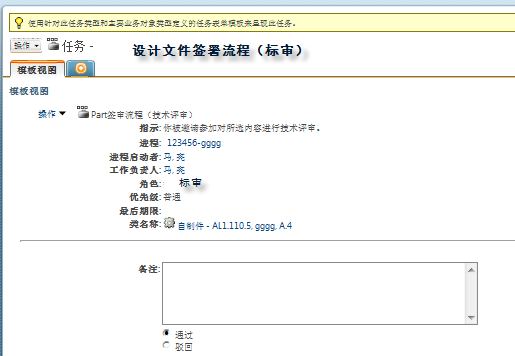 使用针对此任务类型和主要业务对象类型定义的任务表单模板来呈现此任务。
操作 任务 - 设计文件签署流程（标审）
模板视图
模板视图
操作 Part签审流程（技术评审）
指示: 你被邀请参加对所选内容进行技术评审。
进程: 123456-gggg
进程启动者: 马, 亮
工作负责人: 马, 亮
角色: 标审
优先级: 普通
最后期限:
类名称: 自制件 - AL1.110.5, gggg, A.4
备注:
通过
驳回